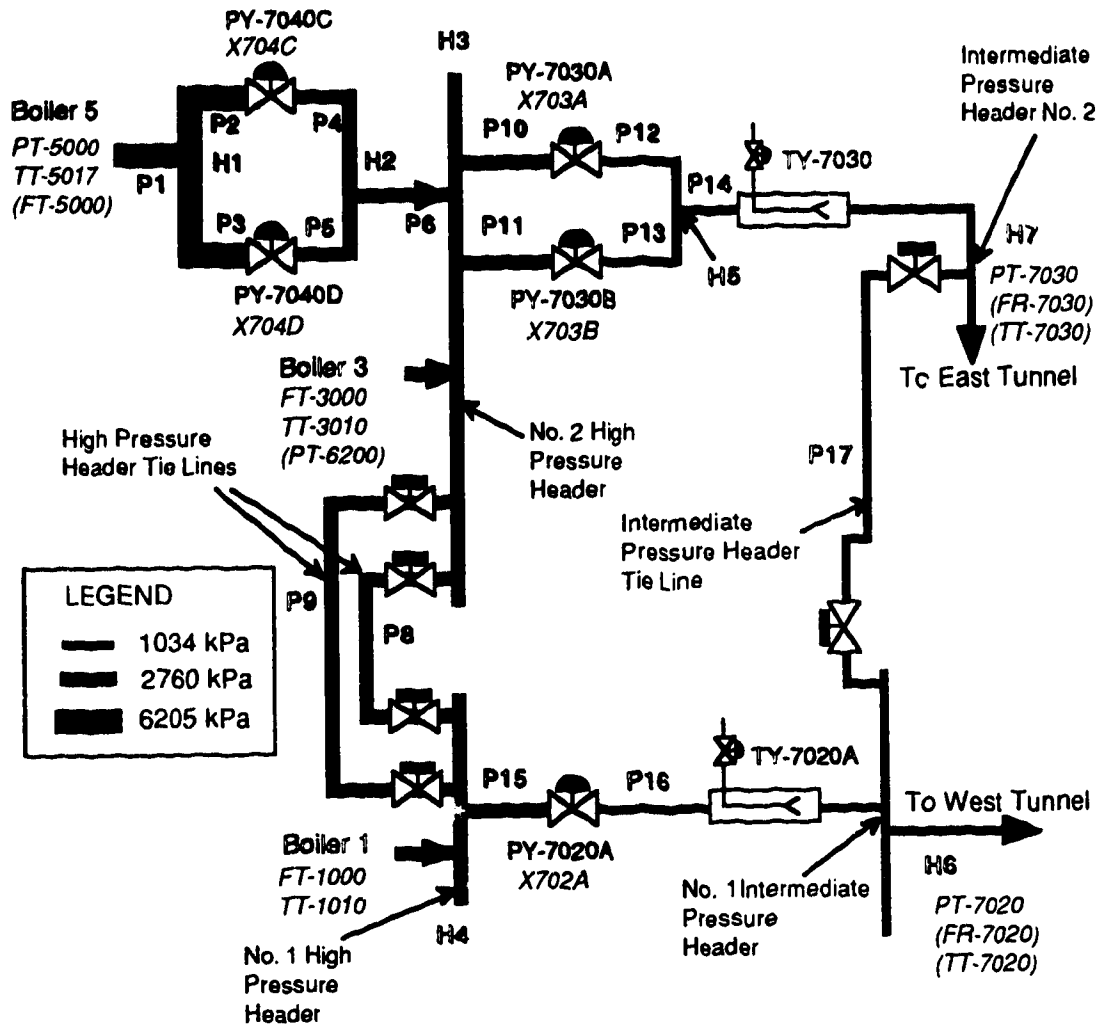 PY-7040C
X704C
H3
Boiler 5
PT-5000
TT-5017
(FT-5000)
P1
P2
P4
H1
H2
P3
P5
P6
PY-7040D
X704D
PY-7030A
X703A
P10
P12
P11
P13
PY-7030B
X703B
P14
H5
TY-7030
Intermediate
Pressure
Header No. 2
H7
PT-7030
(FR-7030)
(TT-7030)
To East Tunnel
Boiler 3
FT-3000
TT-3010
(PT-6200)
High Pressure
Header Tie Lines
No. 2 High
Pressure
Header
P17
Intermediate
Pressure Header
Tie Line
LEGEND
1034 kPa
2760 kPa
6205 kPa
P9
P8
P15
P16
PY-7020A
X702A
TY-7020A
To West Tunnel
H6
PT-7020
(FR-7020)
(TT-7020)
Boiler 1
FT-1000
TT-1010
H4
No. 1 High
Pressure
Header
No. 1 Intermediate
Pressure
Header